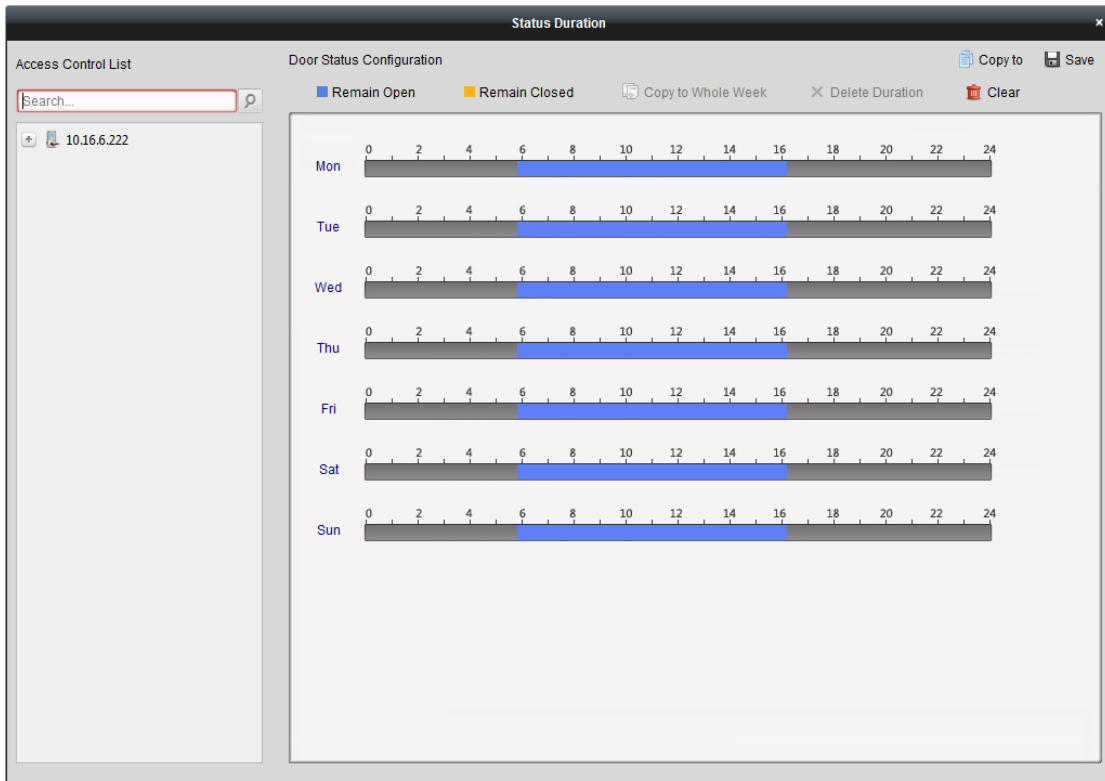 Status Duration ×
Access Control List
Door Status Configuration
Copy to
Save
Search...
Remain Open
Remain Closed
Copy to Whole Week
Delete Duration
Clear
10.16.6.222
0 2 4 6 8 10 12 14 16 18 20 22 24
Mon
0 2 4 6 8 10 12 14 16 18 20 22 24
Tue
0 2 4 6 8 10 12 14 16 18 20 22 24
Wed
0 2 4 6 8 10 12 14 16 18 20 22 24
Thu
0 2 4 6 8 10 12 14 16 18 20 22 24
Fri
0 2 4 6 8 10 12 14 16 18 20 22 24
Sat
0 2 4 6 8 10 12 14 16 18 20 22 24
Sun